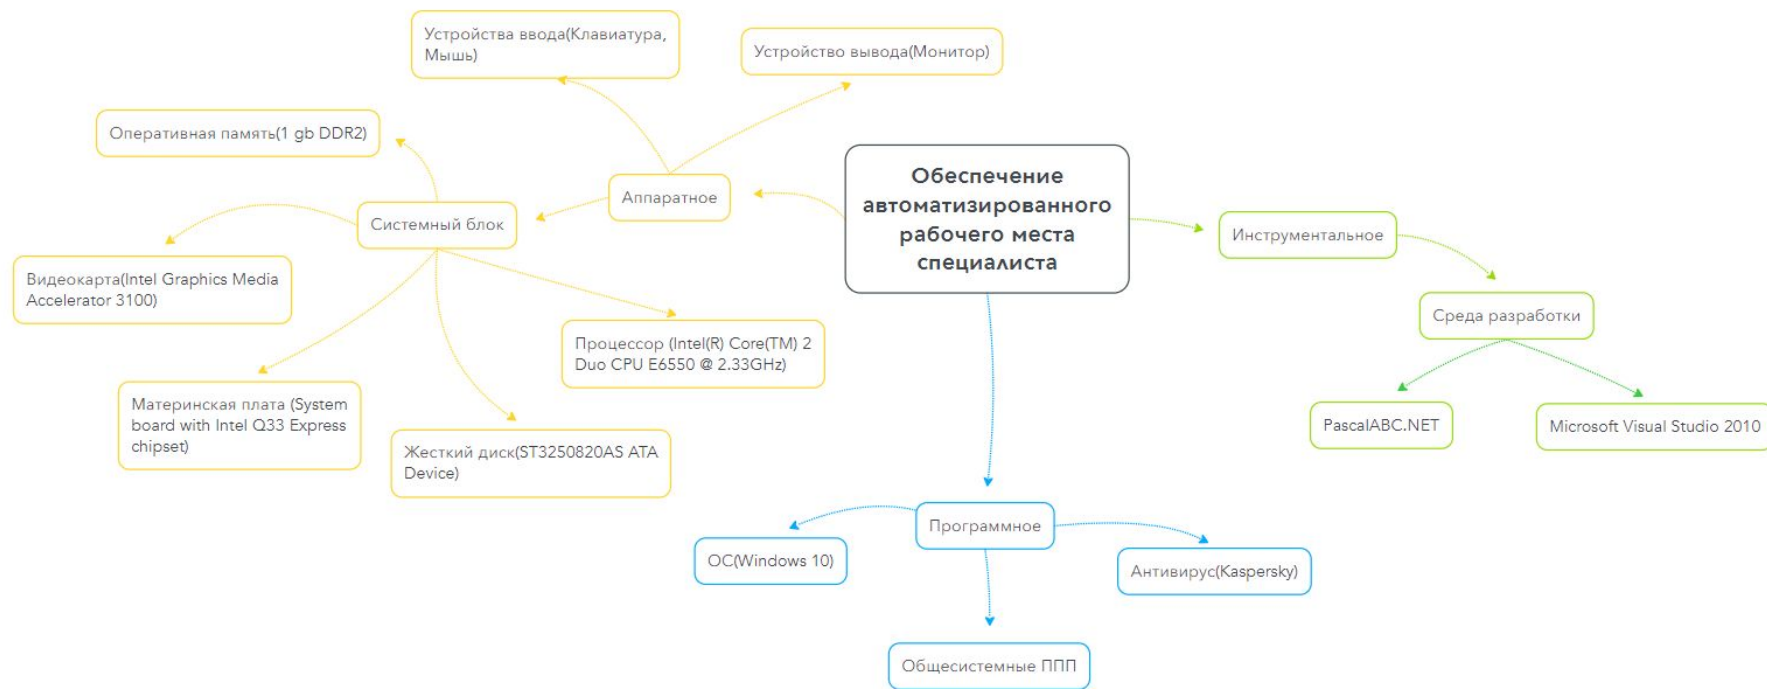 Устройства ввода(Клавиатура,
Мышь)
Устройство вывода(Монитор)
Оперативная память(1 gb DDR2)
Аппаратное
Обеспечение
автоматизированного
рабочего места
специалиста
Системный блок
Инструментальное
Видеокарта(Intel Graphics Media
Accelerator 3100)
Среда разработки
Процессор (Intel(R) Core(TM) 2
Duo CPU E6550 @ 2.33GHz)
Материнская плата (System
board with Intel Q33 Express
chipset)
Жесткий диск(ST3250820AS ATA
Device)
PascalABC.NET
Microsoft Visual Studio 2010
Программное
ОС(Windows 10)
Антивирус(Kaspersky)
Общесистемные ППП